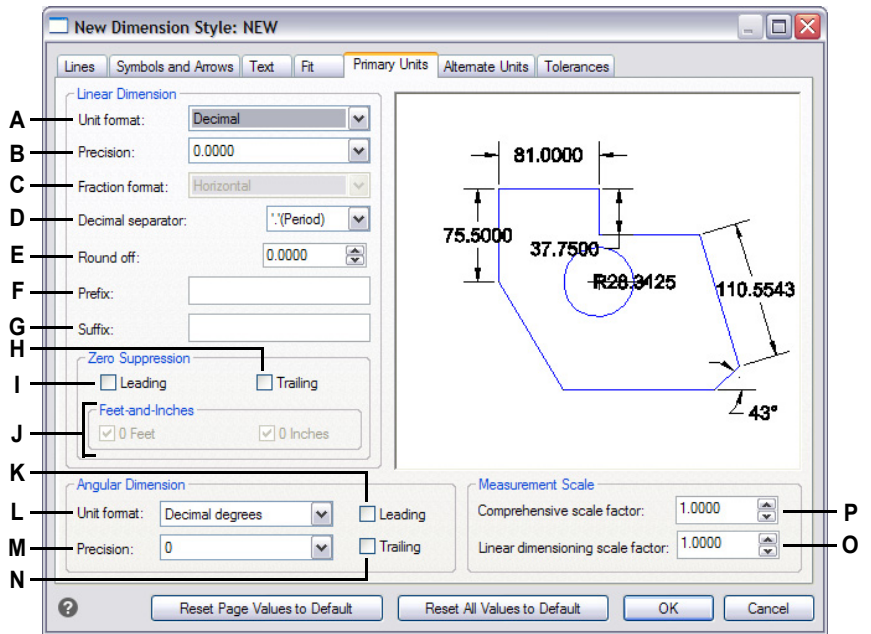 New Dimension Style: NEW
Lines Symbols and Arrows Text Fit Primary Units Alternate Units Tolerances
Linear Dimension
A Unit format: Decimal
B Precision: 0.0000
C Fraction format: Horizontal
D Decimal separator: '.'(Period)
E Round off: 0.0000
F Prefix:
G Suffix:
H
Zero Suppression
I Leading Trailing
Feet-and-Inches
J 0 Feet 0 Inches
81.0000
75.5000
37.7500
R28.3125
110.5543
43°
K
Angular Dimension
L Unit format: Decimal degrees Leading
M Precision: 0 Trailing
N
Measurement Scale
Comprehensive scale factor: 1.0000 P
Linear dimensioning scale factor: 1.0000 O
? Reset Page Values to Default Reset All Values to Default OK Cancel